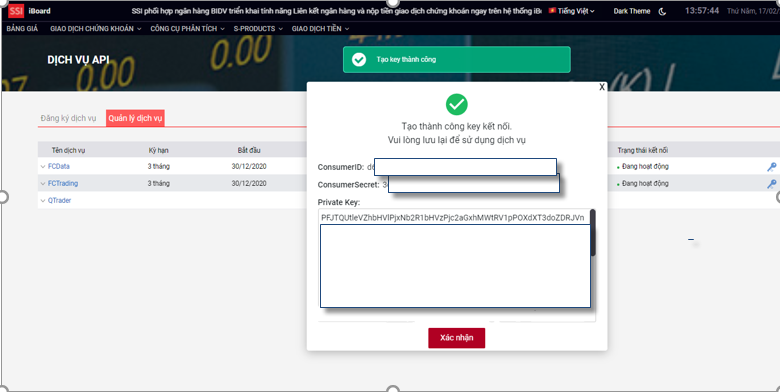 SSI iBoard SSI phối hợp ngân hàng BIDV triển khai tính năng Liên kết ngân hàng và nộp tiền giao dịch chứng khoán ngay trên hệ thống iBo Tiếng Việt Dark Theme 13:57:44 Thứ Năm, 17/02/
BẢNG GIÁ GIAO DỊCH CHỨNG KHOÁN CÔNG CỤ PHÂN TÍCH S-PRODUCTS GIAO DỊCH TIỀN
DỊCH VỤ API
Tạo key thành công
X
Đăng ký dịch vụ Quản lý dịch vụ
Tên dịch vụ Kỳ hạn Bắt đầu Trạng thái kết nối
FCData 3 tháng 30/12/2020 Đang hoạt động
FCTrading 3 tháng 30/12/2020 Đang hoạt động
QTrader
Tạo thành công key kết nối.
Vui lòng lưu lại để sử dụng dịch vụ
ConsumerID: d
ConsumerSecret: 3
Private Key:
Xác nhận